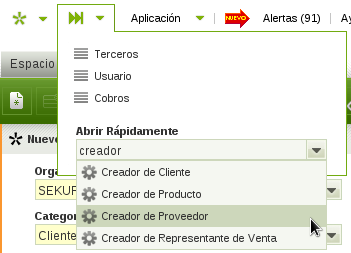 Aplicación
NUEVO
Alertas (91)
Terceros
Espacio
Usuario
Cobros
Abrir Rápidamente
Nuev
creador
Creador de Cliente
Orga
SEKUR
Creador de Producto
Creador de Proveedor
Categor
Cliente
Creador de Representante de Venta